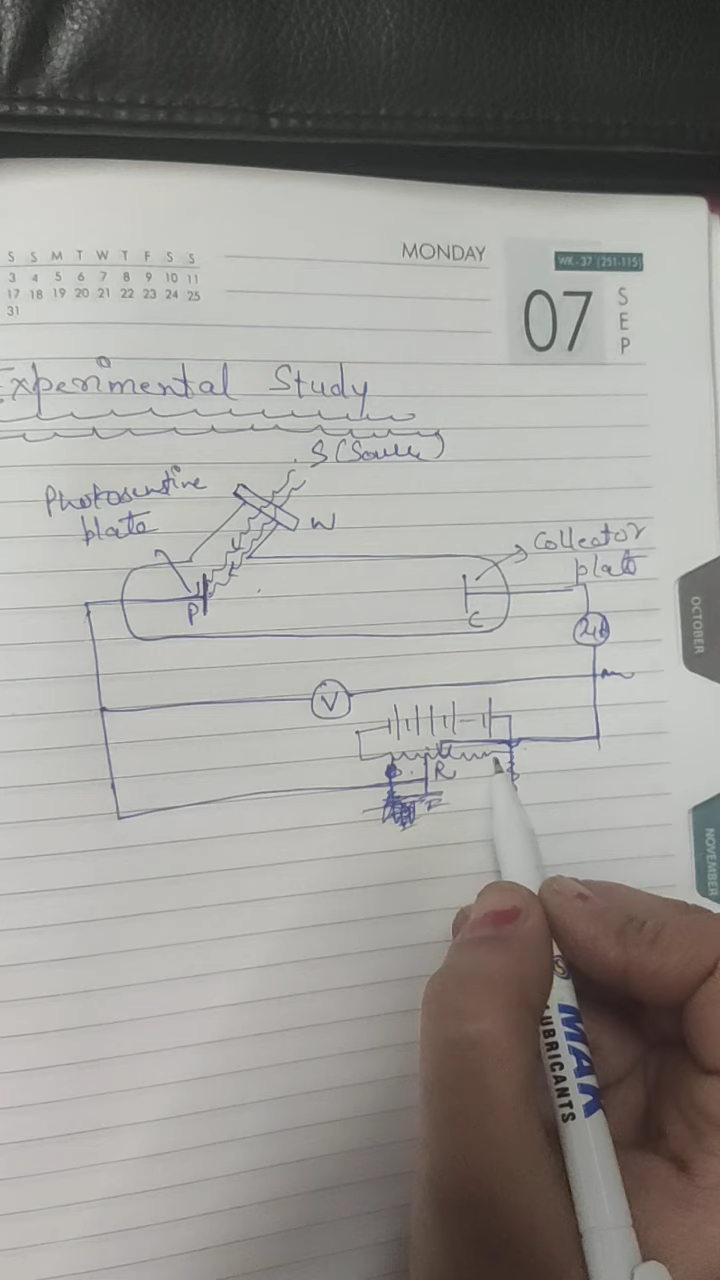 MONDAY
WK-37 (251-115)
07
SEP
S S M T W T F S S
3 4 5 6 7 8 9 10 11
17 18 19 20 21 22 23 24 25
31
Experimental Study
S (Source)
Photosensitive
plate
W
Collector
plate
P
C
μA
V
R
OCTOBER
NOVEMBER
MAK
LUBRICANTS